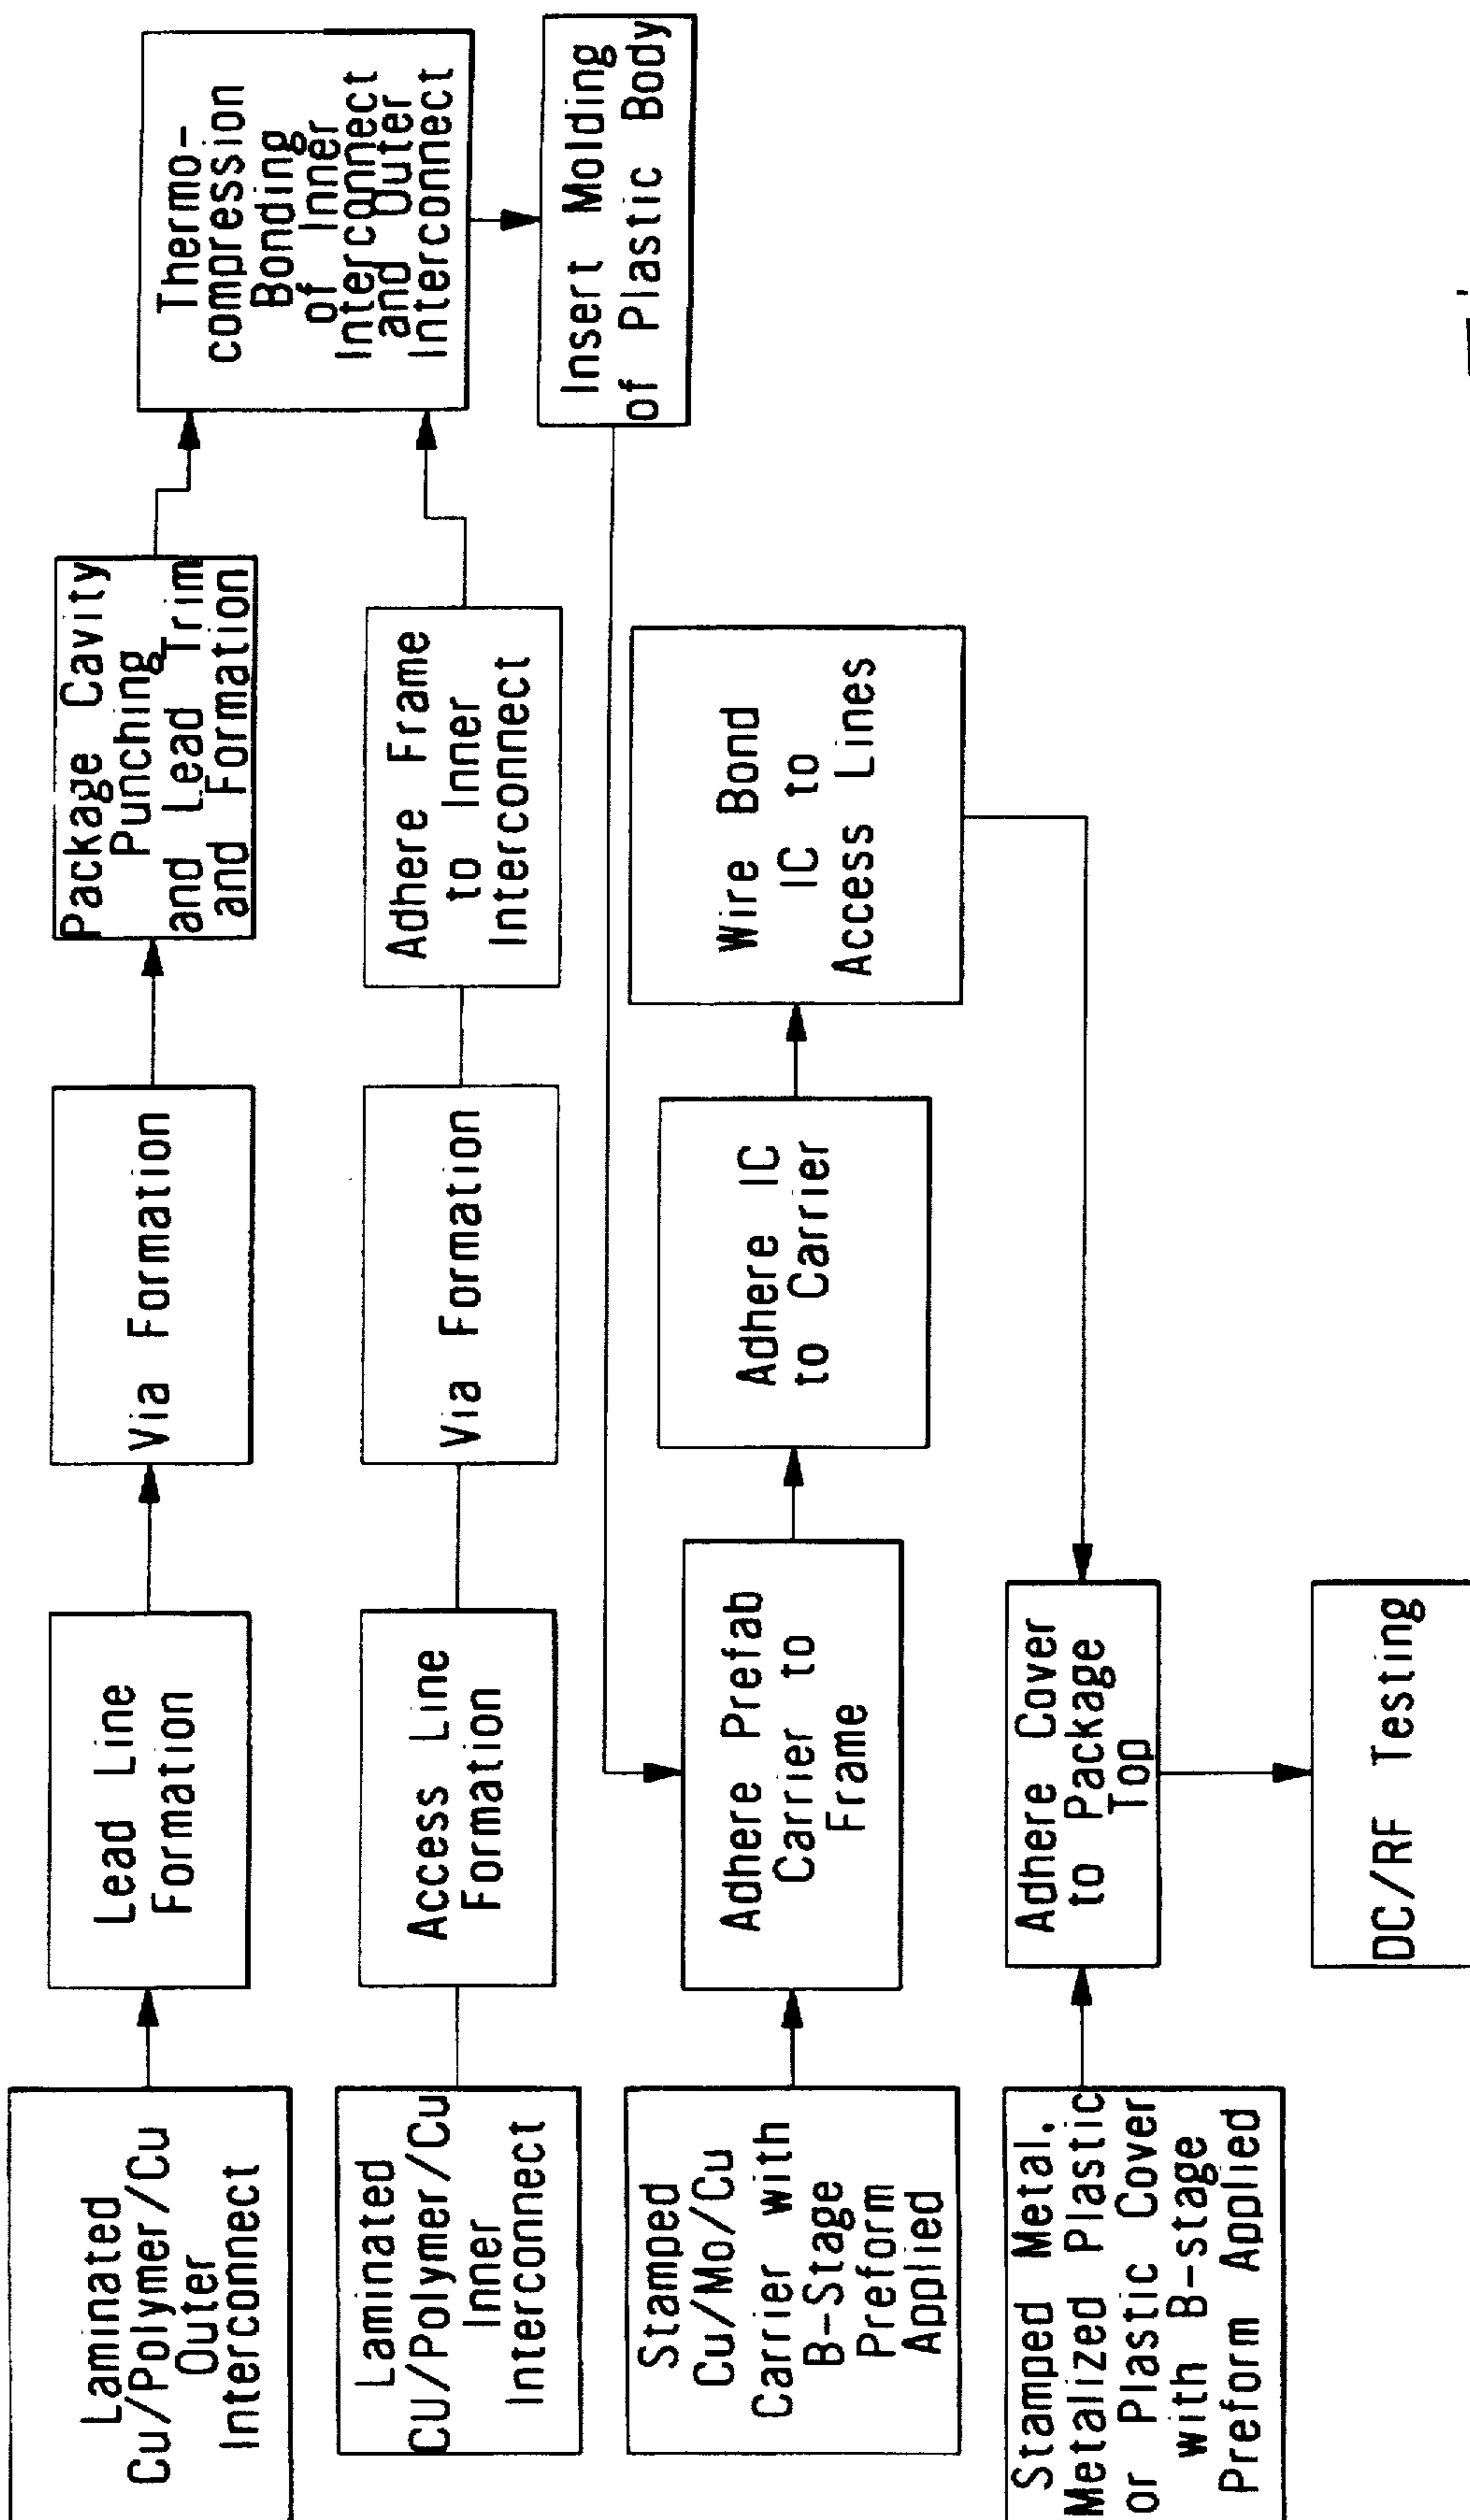 Laminated
Cu/Polymer/Cu
Outer
Interconnect
Lead Line
Formation
Via Formation
Package Cavity
Punching
and Lead Trim
and Formation
Thermo-
compression
Bonding
of Inner
Interconnect
and Outer
Interconnect
Laminated
Cu/Polymer/Cu
Inner
Interconnect
Access Line
Formation
Via Formation
Adhere Frame
to Inner
Interconnect
Insert Molding
of Plastic Body
Stamped
Cu/Mo/Cu
Carrier with
B-Stage
Preform
Applied
Adhere Prefab
Carrier to
Frame
Adhere IC
to Carrier
Wire Bond
IC to
Access Lines
Stamped Metal.
Metalized Plastic
or Plastic Cover
with B-stage
Preform Applied
Adhere Cover
to Package
Top
DC/RF Testing